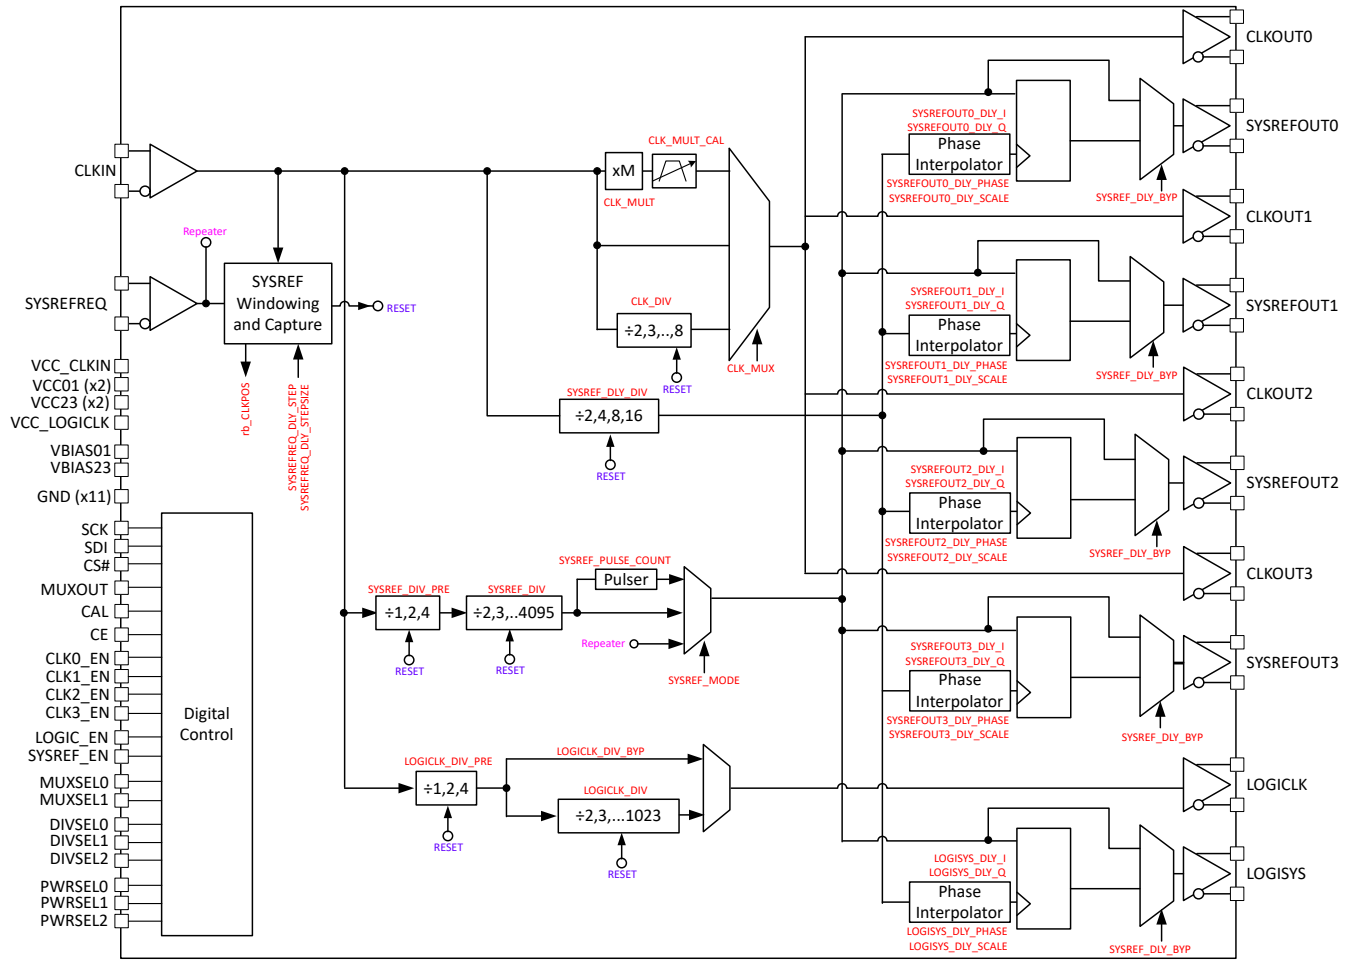 CLKIN
SYSREFREQ
VCC_CLKIN
VCC01 (x2)
VCC23 (x2)
VCC_LOGICLK
VBIAS01
VBIAS23
GND (x11)
SCK
SDI
CS#
MUXOUT
CAL
CE
CLK0_EN
CLK1_EN
CLK2_EN
CLK3_EN
LOGIC_EN
SYSREF_EN
MUXSEL0
MUXSEL1
DIVSEL0
DIVSEL1
DIVSEL2
PWRSEL0
PWRSEL1
PWRSEL2
Digital
Control
Repeater
SYSREF
Windowing
and Capture
RESET
rb_CLKPOS
SYSREFREQ_DLY_STEP
SYSREFREQ_DLY_STEPSIZE
CLK_MULT_CAL
xM
CLK_MULT
CLK_DIV
÷2,3,..,8
RESET
CLK_MUX
SYSREF_DLY_DIV
÷2,4,8,16
RESET
SYSREF_DIV_PRE
÷1,2,4
RESET
SYSREF_DIV
÷2,3,..4095
RESET
SYSREF_PULSE_COUNT
Pulser
Repeater
SYSREF_MODE
LOGICLK_DIV_PRE
÷1,2,4
RESET
LOGICLK_DIV_BYP
LOGICLK_DIV
÷2,3,...1023
RESET
CLKOUT0
SYSREFOUT0_DLY_I
SYSREFOUT0_DLY_Q
Phase
Interpolator
SYSREFOUT0_DLY_PHASE
SYSREFOUT0_DLY_SCALE
SYSREF_DLY_BYP
SYSREFOUT0
CLKOUT1
SYSREFOUT1_DLY_I
SYSREFOUT1_DLY_Q
Phase
Interpolator
SYSREFOUT1_DLY_PHASE
SYSREFOUT1_DLY_SCALE
SYSREF_DLY_BYP
SYSREFOUT1
CLKOUT2
SYSREFOUT2_DLY_I
SYSREFOUT2_DLY_Q
Phase
Interpolator
SYSREFOUT2_DLY_PHASE
SYSREFOUT2_DLY_SCALE
SYSREF_DLY_BYP
SYSREFOUT2
CLKOUT3
SYSREFOUT3_DLY_I
SYSREFOUT3_DLY_Q
Phase
Interpolator
SYSREFOUT3_DLY_PHASE
SYSREFOUT3_DLY_SCALE
SYSREF_DLY_BYP
SYSREFOUT3
LOGICLK
LOGISYS_DLY_I
LOGISYS_DLY_Q
Phase
Interpolator
LOGISYS_DLY_PHASE
LOGISYS_DLY_SCALE
SYSREF_DLY_BYP
LOGISYS